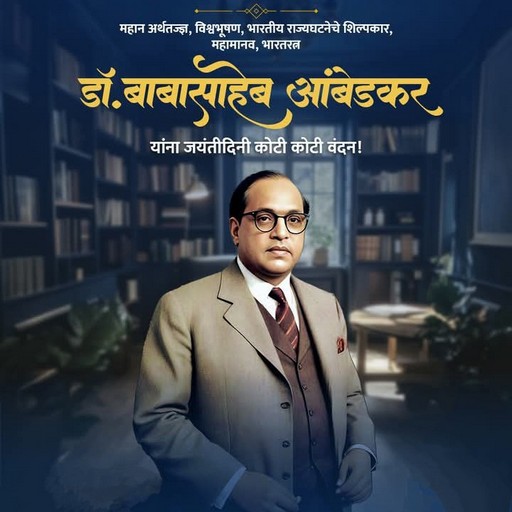 महान अर्थतज्ज्ञ, विश्वभूषण, भारतीय राज्यघटनेचे शिल्पकार,
महामानव, भारतरत्न
डॉ.बाबासाहेब आंबेडकर
यांना जयंतीदिनी कोटी कोटी वंदन!